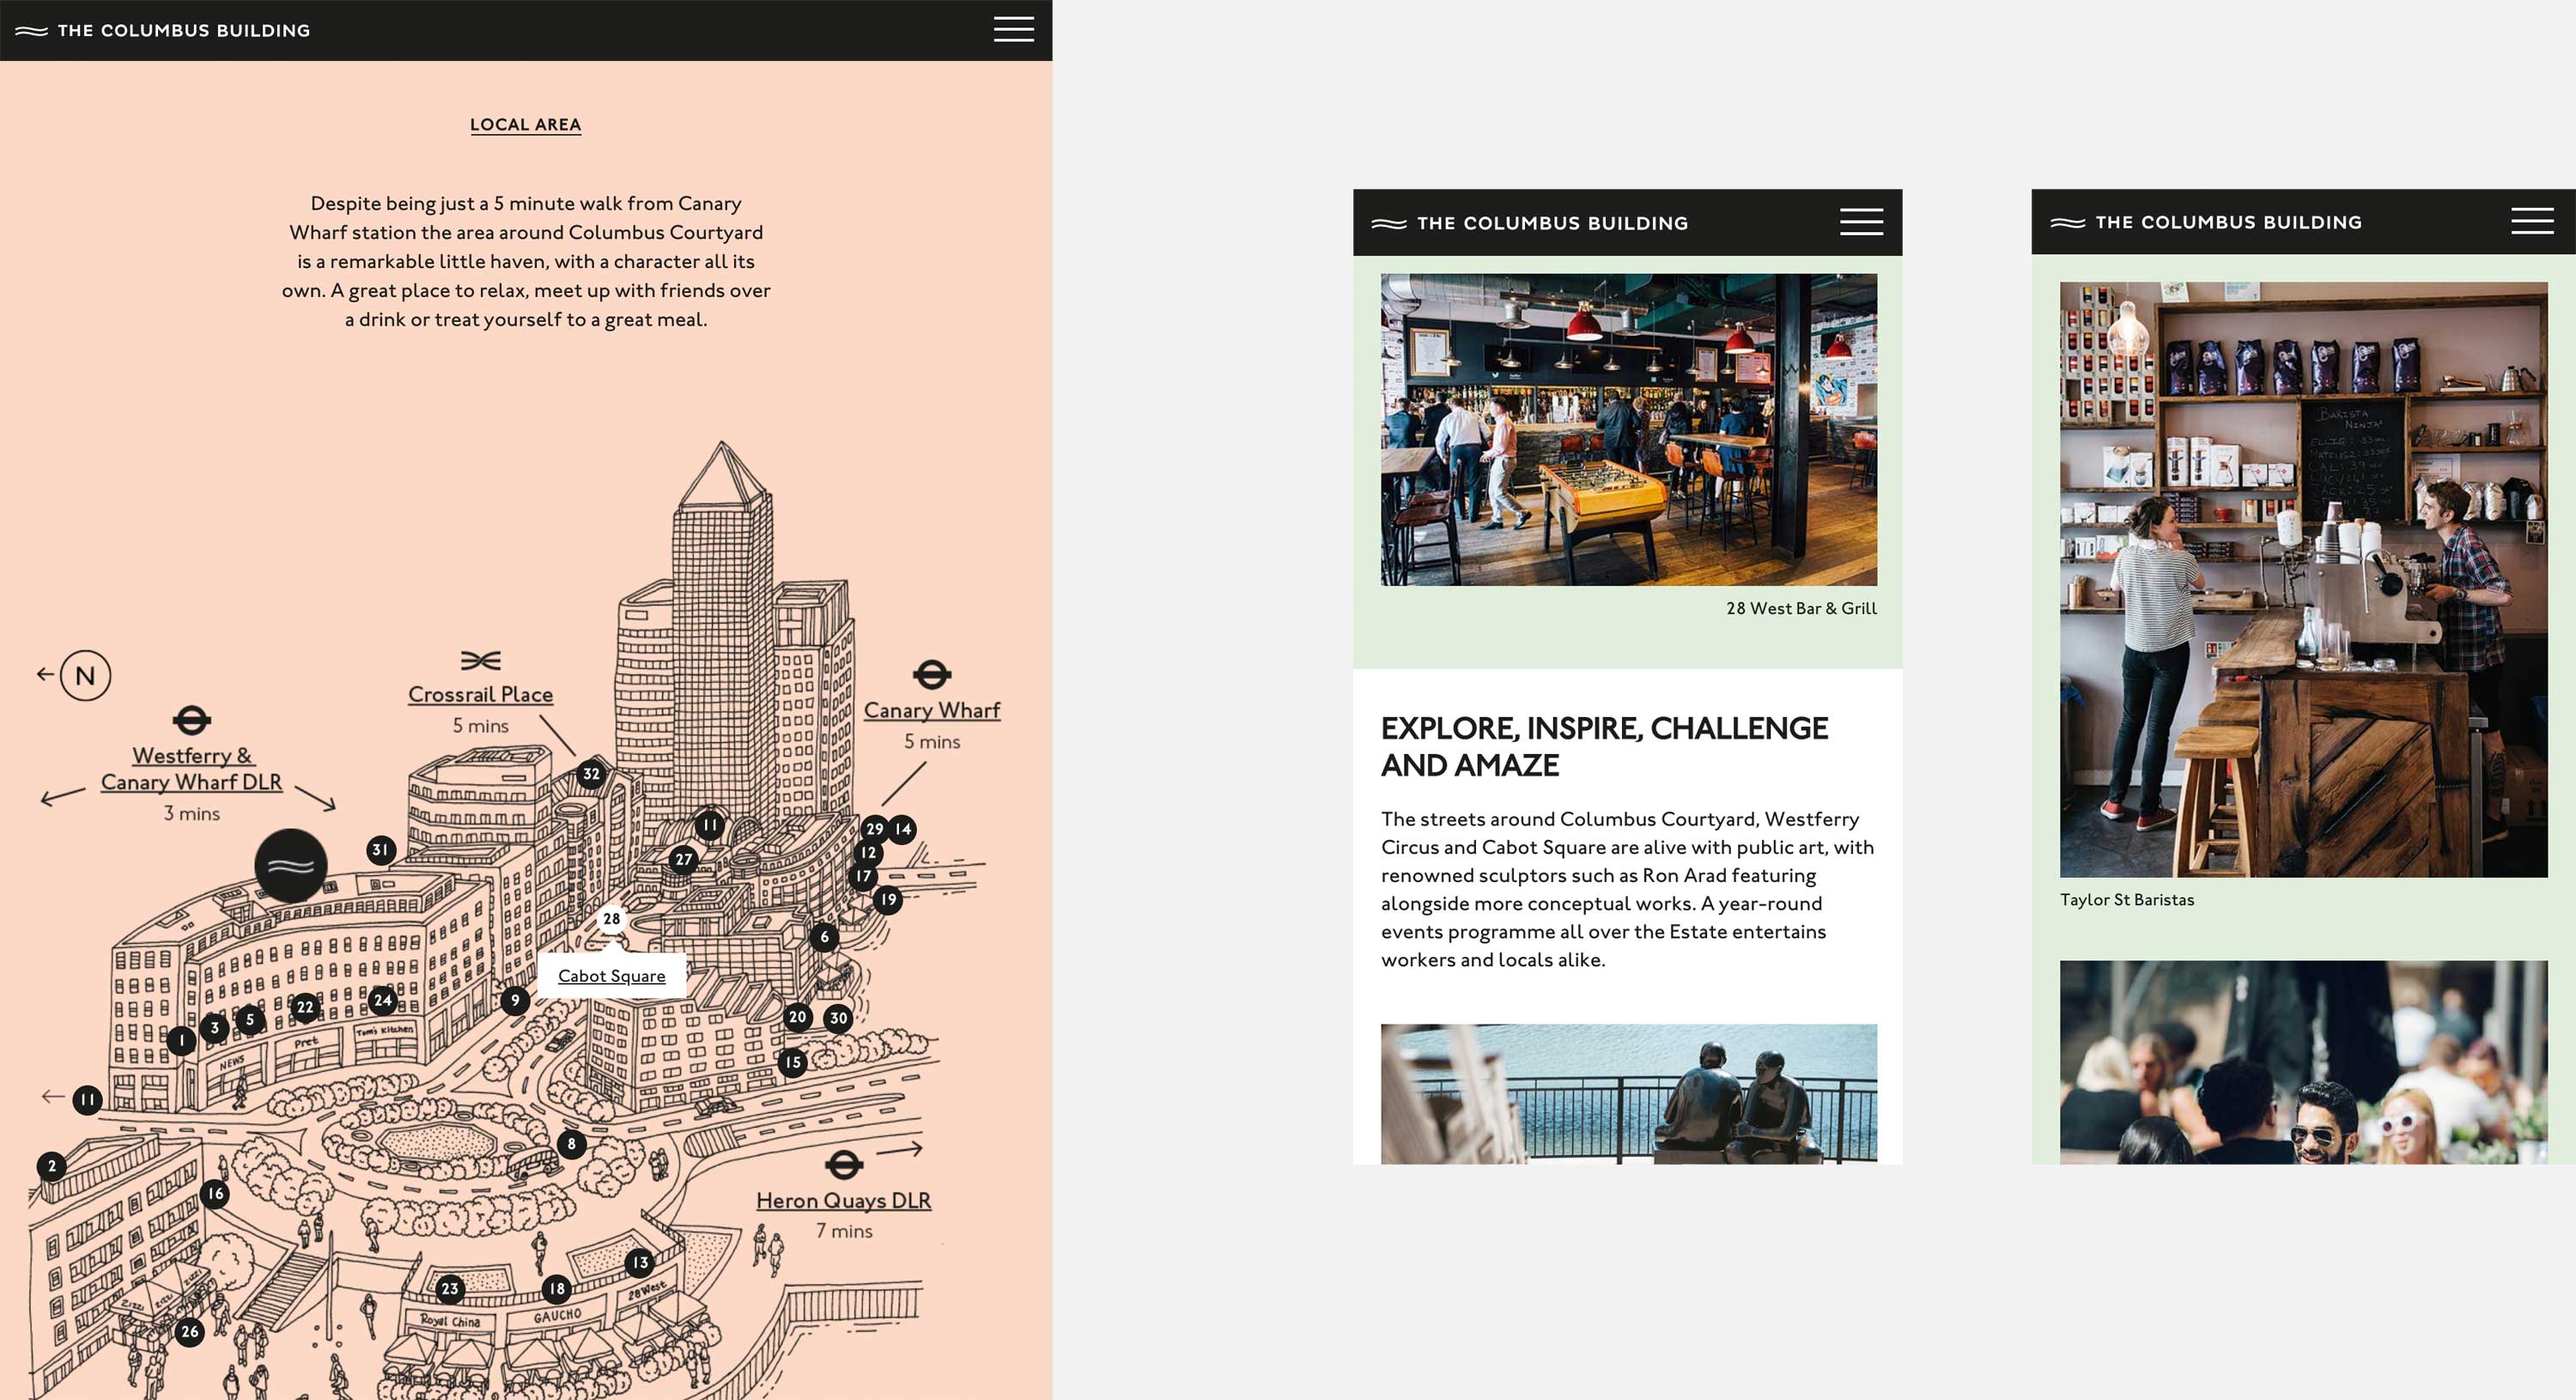 THE COLUMBUS BUILDING
LOCAL AREA
Despite being just a 5 minute walk from Canary
Wharf station the area around Columbus Courtyard
is a remarkable little haven, with a character all its
own. A great place to relax, meet up with friends over
a drink or treat yourself to a great meal.
N
Crossrail Place
5 mins
Canary Wharf
5 mins
Westferry &
Canary Wharf DLR
3 mins
32
11
29
14
31
27
12
17
19
28
6
Cabot Square
9
24
22
5
3
1
20
30
15
Tom's Kitchen
Pret
NEWS
11
8
2
16
Heron Quays DLR
7 mins
13
23
18
28 West
GAUCHO
Royal China
ZIZZI
ZIZZI
26
THE COLUMBUS BUILDING
28 West Bar & Grill
EXPLORE, INSPIRE, CHALLENGE
AND AMAZE
The streets around Columbus Courtyard, Westferry
Circus and Cabot Square are alive with public art, with
renowned sculptors such as Ron Arad featuring
alongside more conceptual works. A year-round
events programme all over the Estate entertains
workers and locals alike.
THE COLUMBUS BUILDING
BARISTA
NINJA
Taylor St Baristas